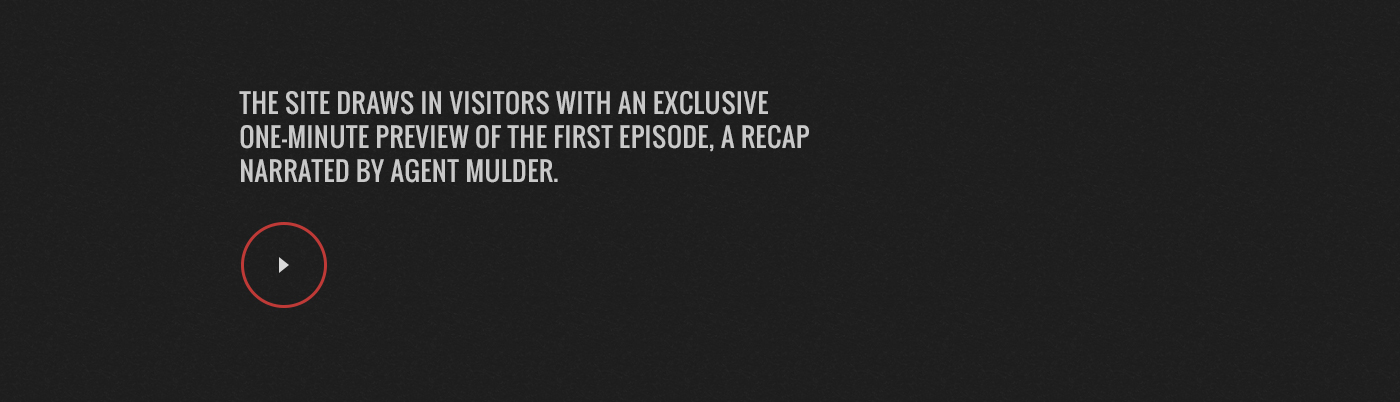 THE SITE DRAWS IN VISITORS WITH AN EXCLUSIVE
ONE-MINUTE PREVIEW OF THE FIRST EPISODE, A RECAP
NARRATED BY AGENT MULDER.